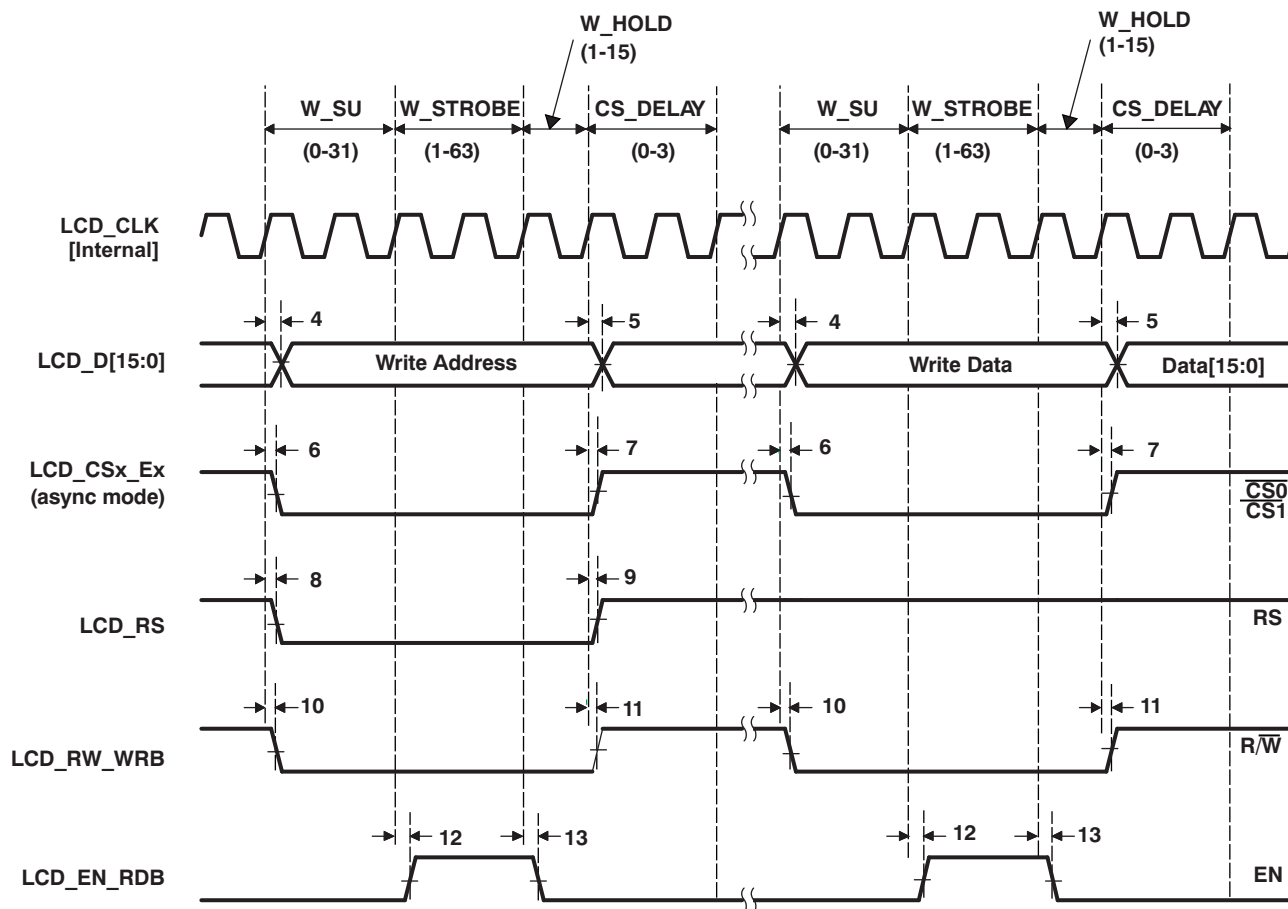 W_HOLD
(1-15)
W_HOLD
(1-15)
W_SU
W_STROBE
CS_DELAY
W_SU
W_STROBE
CS_DELAY
(0-31)
(1-63)
(0-3)
(0-31)
(1-63)
(0-3)
LCD_CLK
[Internal]
4
5
4
5
LCD_D[15:0]
Write Address
Write Data
Data[15:0]
6
7
6
7
LCD_CSx_Ex
(async mode)
CS0
CS1
8
9
LCD_RS
RS
10
11
10
11
LCD_RW_WRB
R/W
12
13
12
13
LCD_EN_RDB
EN